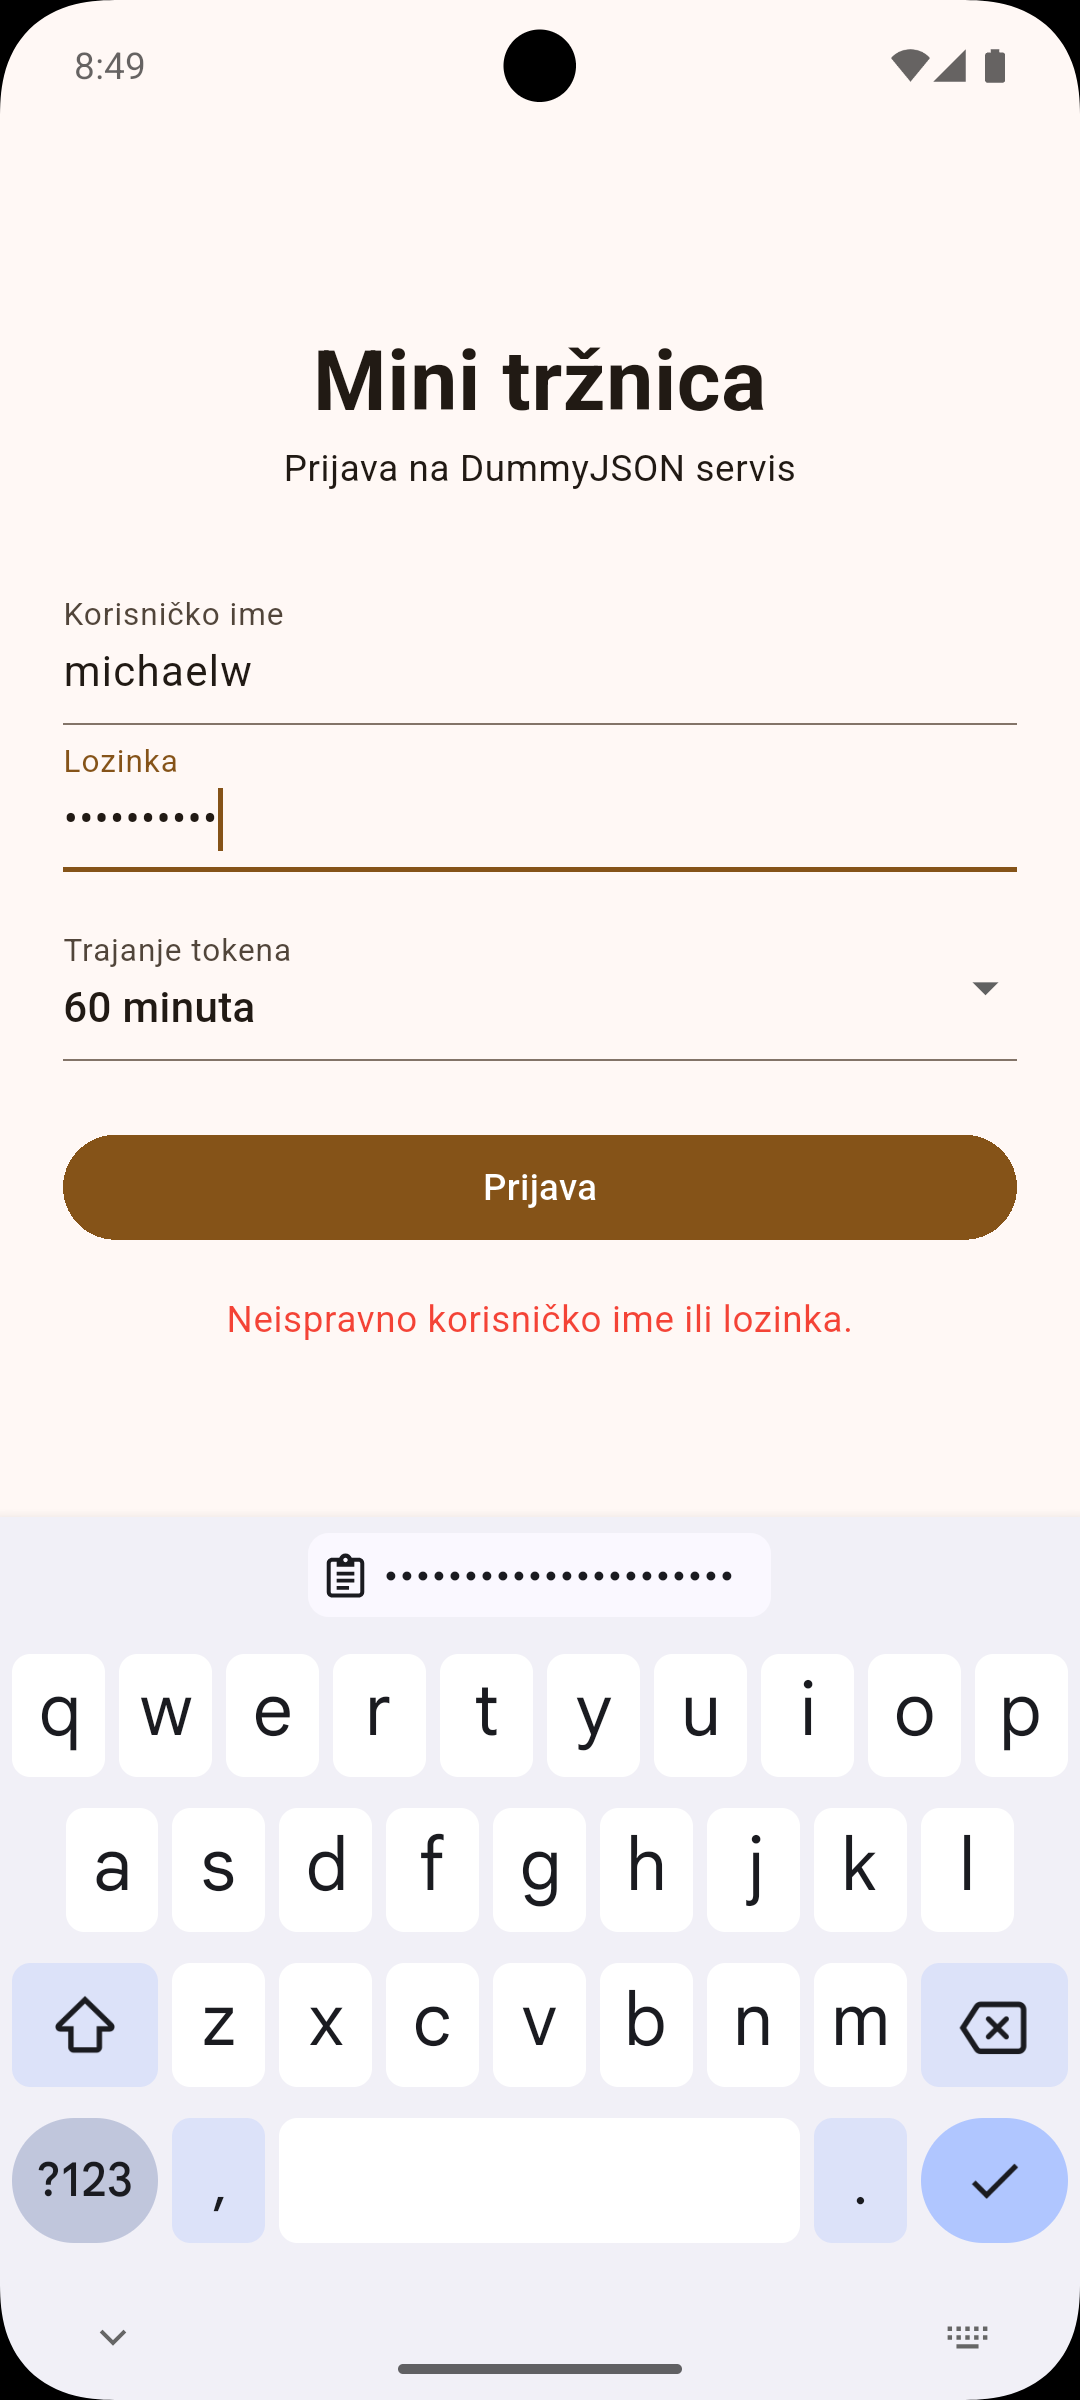 8:49
Mini tržnica
Prijava na DummyJSON servis
Korisničko ime
michaelw
Lozinka
••••••••••
Trajanje tokena
60 minuta
Prijava
Neispravno korisničko ime ili lozinka.
••••••••••••••••••••••
q w e r t y u i o p
a s d f g h j k l
z x c v b n m
?123 , .